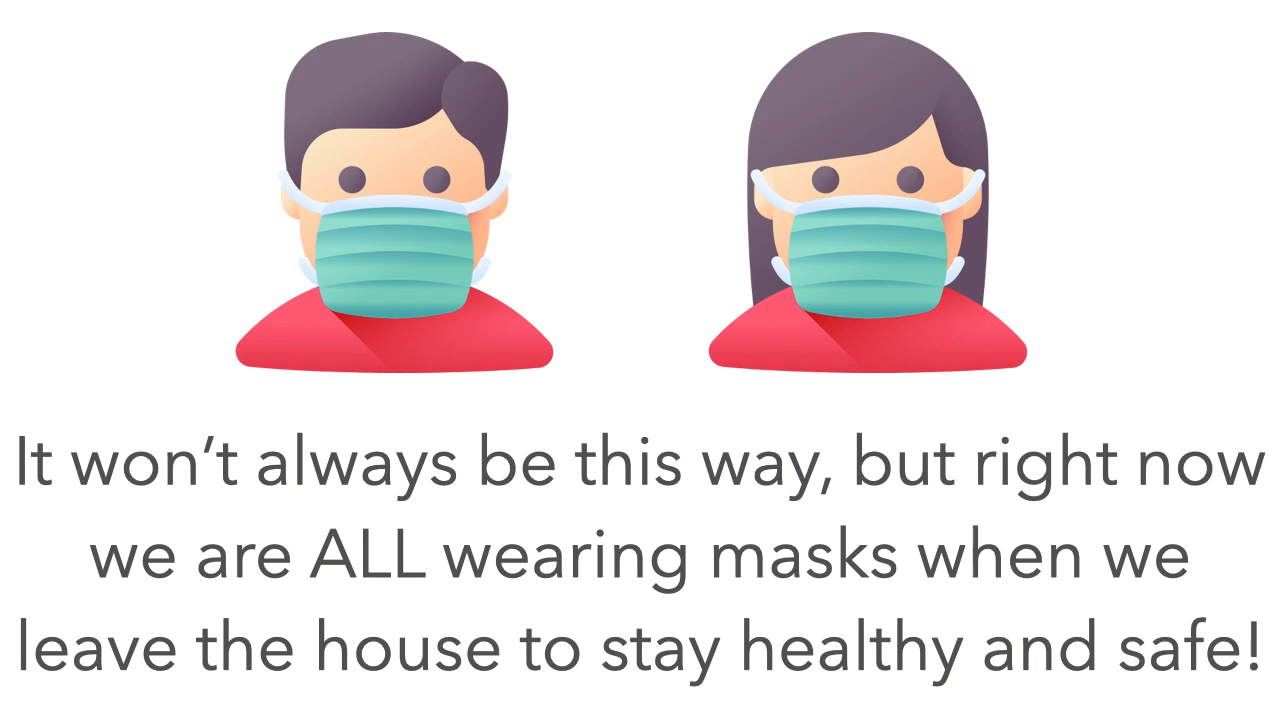 It won’t always be this way, but right now
we are ALL wearing masks when we
leave the house to stay healthy and safe!